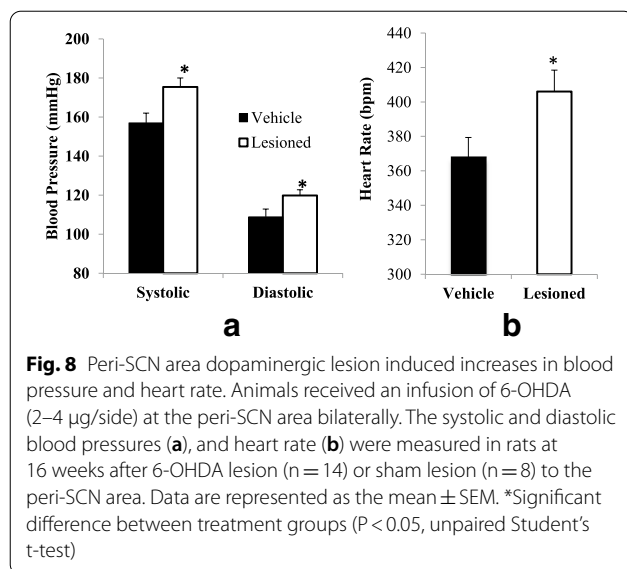 200
180
160
140
120
100
80
Blood Pressure (mmHg)
*
*
Vehicle
Lesioned
Systolic Diastolic
a
440
420
400
380
360
340
320
300
Heart Rate (bpm)
*
Vehicle Lesioned
b
Fig. 8 Peri-SCN area dopaminergic lesion induced increases in blood
pressure and heart rate. Animals received an infusion of 6-OHDA
(2–4 µg/side) at the peri-SCN area bilaterally. The systolic and diastolic
blood pressures (a), and heart rate (b) were measured in rats at
16 weeks after 6-OHDA lesion (n = 14) or sham lesion (n = 8) to the
peri-SCN area. Data are represented as the mean ± SEM. *Significant
difference between treatment groups (P < 0.05, unpaired Student's
t-test)